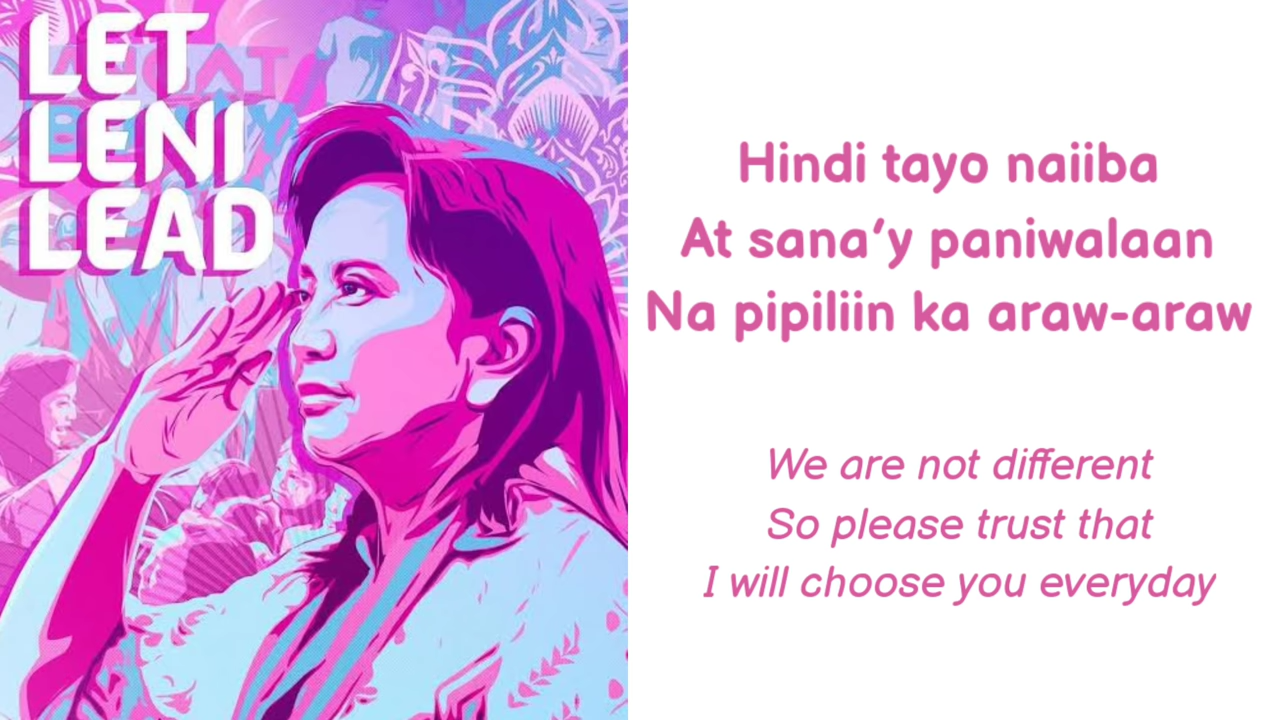 LET
LENI
LEAD
Hindi tayo naiiba
At sana'y paniwalaan
Na pipiliin ka araw-araw
We are not different
So please trust that
I will choose you everyday